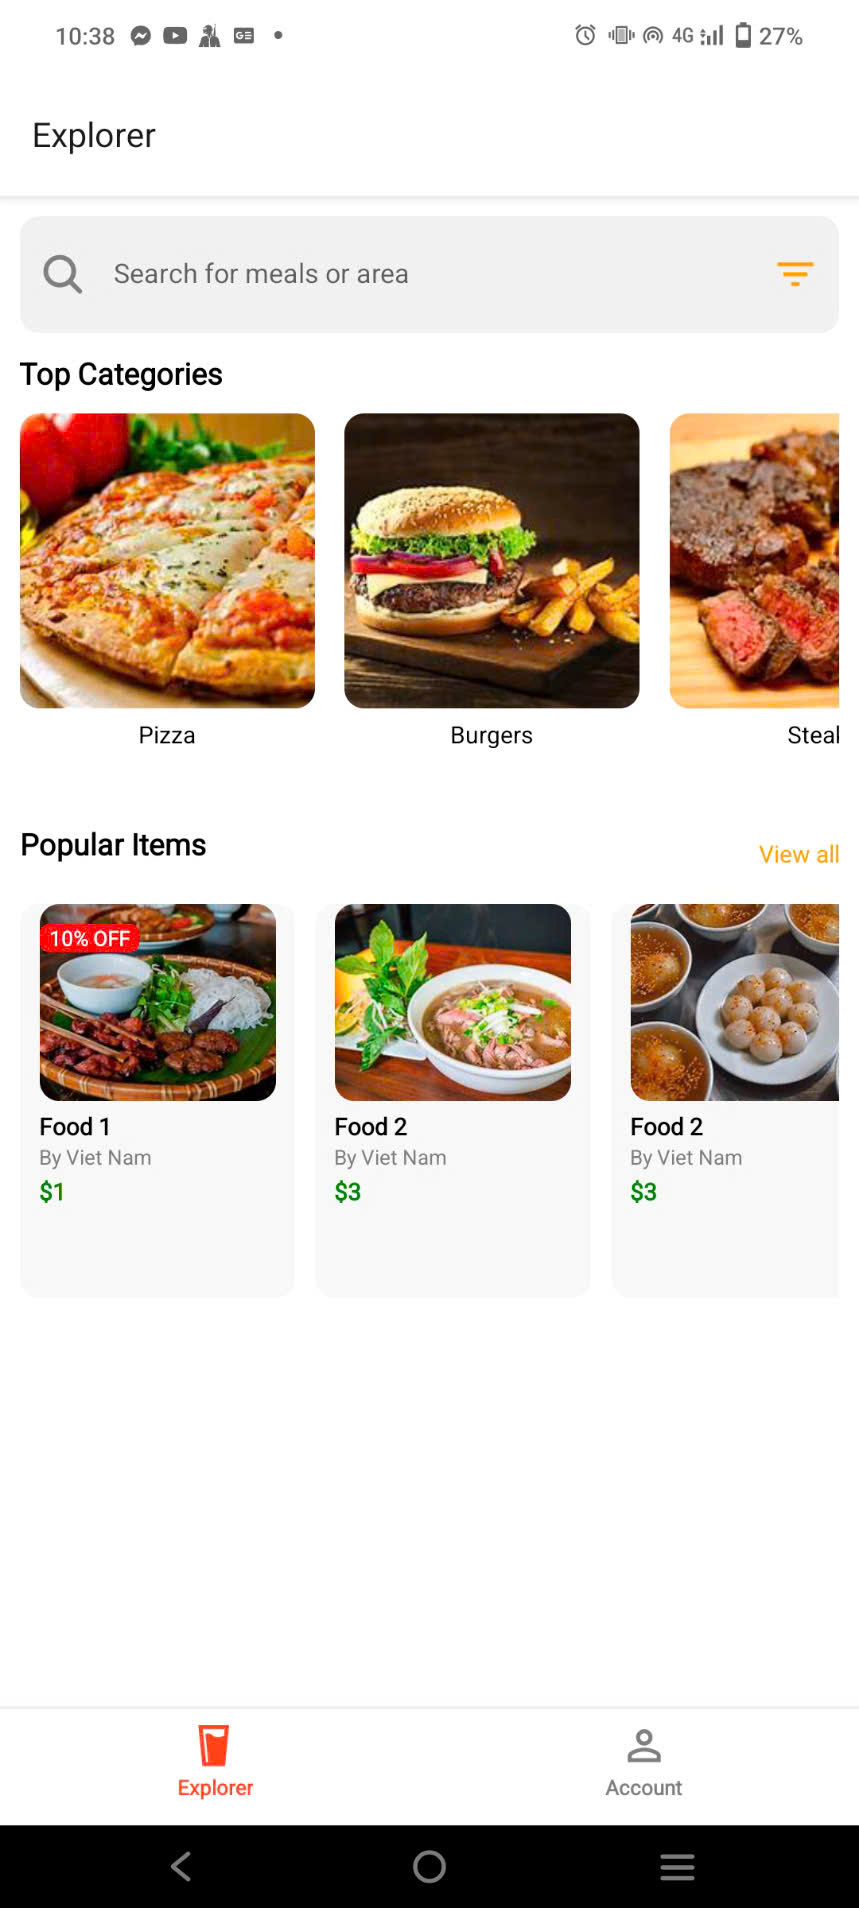 10:38 GE 4G 27%
Explorer
Search for meals or area
Top Categories
Pizza Burgers Steak
Popular Items
View all
10% OFF
Food 1 Food 2 Food 2
By Viet Nam By Viet Nam By Viet Nam
$1 $3 $3
Explorer Account